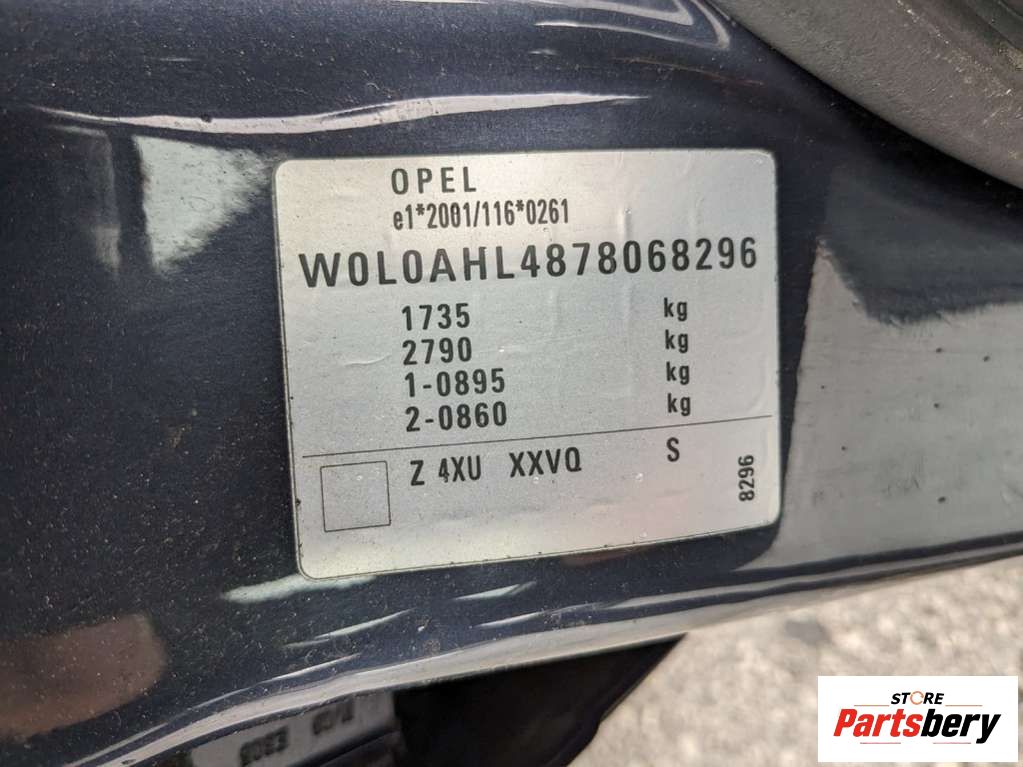 OPEL
e1*2001/116*0261
W0L0AHL4878068296
1735 kg
2790 kg
1-0895 kg
2-0860 kg
Z 4XU XXVQ S
8296
STORE
Partsbery